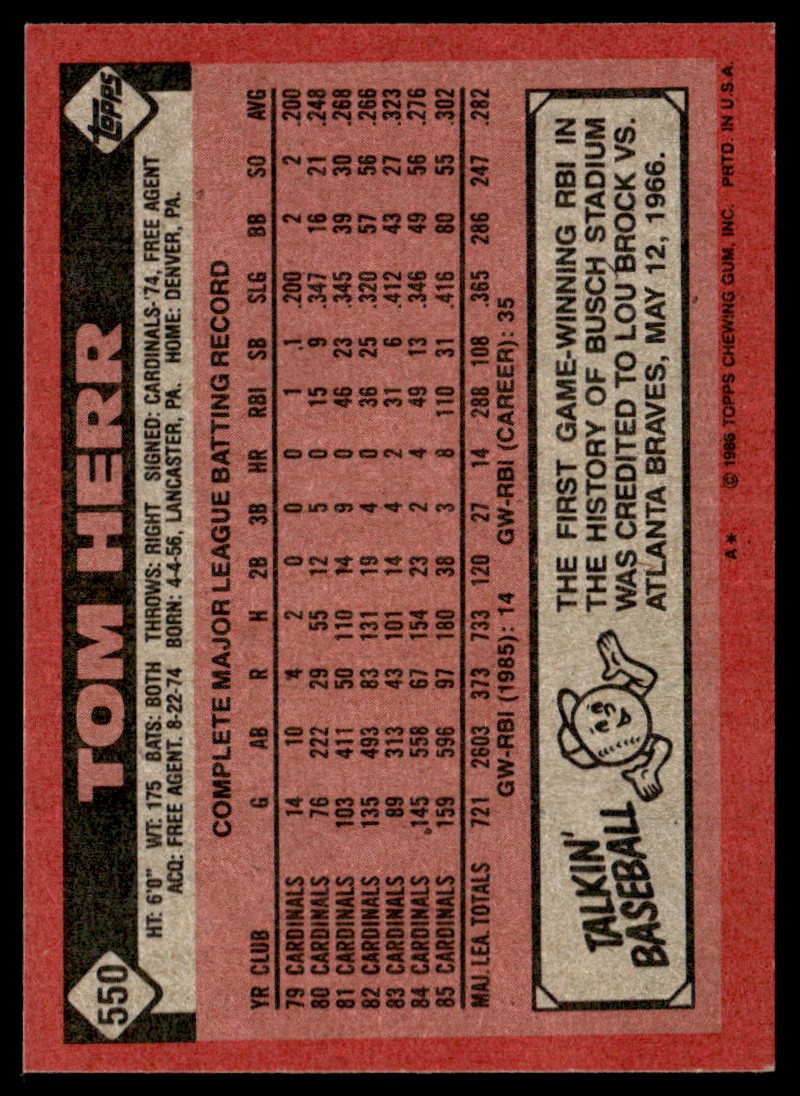 550
TOM HERR
topps
HT: 6'0" WT: 175 BATS: BOTH THROWS: RIGHT SIGNED: CARDINALS-'74, FREE AGENT
ACQ: FREE AGENT. 8-22-74 BORN: 4-4-56, LANCASTER, PA. HOME: DENVER, PA.
COMPLETE MAJOR LEAGUE BATTING RECORD
YR CLUB G AB R H 2B 3B HR RBI SB SLG BB SO AVG
79 CARDINALS 14 10 4 2 0 0 0 1 1 .200 2 2 .200
80 CARDINALS 76 222 29 55 12 5 0 15 9 .347 16 21 .248
81 CARDINALS 103 411 50 110 14 9 0 46 23 .345 39 30 .268
82 CARDINALS 135 493 83 131 19 4 0 36 25 .320 57 56 .266
83 CARDINALS 89 313 43 101 14 4 2 31 6 .412 43 27 .323
84 CARDINALS 145 558 67 154 23 2 4 49 13 .346 49 56 .276
85 CARDINALS 159 596 97 180 38 3 8 110 31 .416 80 55 .302
MAJ. LEA. TOTALS 721 2603 373 733 120 27 14 288 108 .365 286 247 .282
GW-RBI (1985): 14 GW-RBI (CAREER): 35
TALKIN'
BASEBALL
THE FIRST GAME-WINNING RBI IN
THE HISTORY OF BUSCH STADIUM
WAS CREDITED TO LOU BROCK VS.
ATLANTA BRAVES, MAY 12, 1966.
A* © 1986 TOPPS CHEWING GUM, INC. PRTD. IN U.S.A.